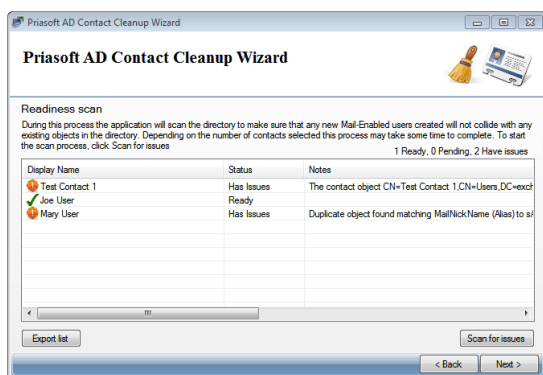 Priasoft AD Contact Cleanup Wizard
Priasoft AD Contact Cleanup Wizard
Readiness scan
During this process the application will scan the directory to make sure that any new Mail-Enabled users created will not collide with any
existing objects in the directory. Depending on the number of contacts selected this process may take some time to complete. To start
the scan process, click Scan for issues
1 Ready, 0 Pending, 2 Have issues
Display Name Status Notes
Test Contact 1 Has Issues The contact object CN=Test Contact 1,CN=Users,DC=exch
Joe User Ready
Mary User Has Issues Duplicate object found matching MailNickName (Alias) to sA
Export list Scan for issues
< Back Next >